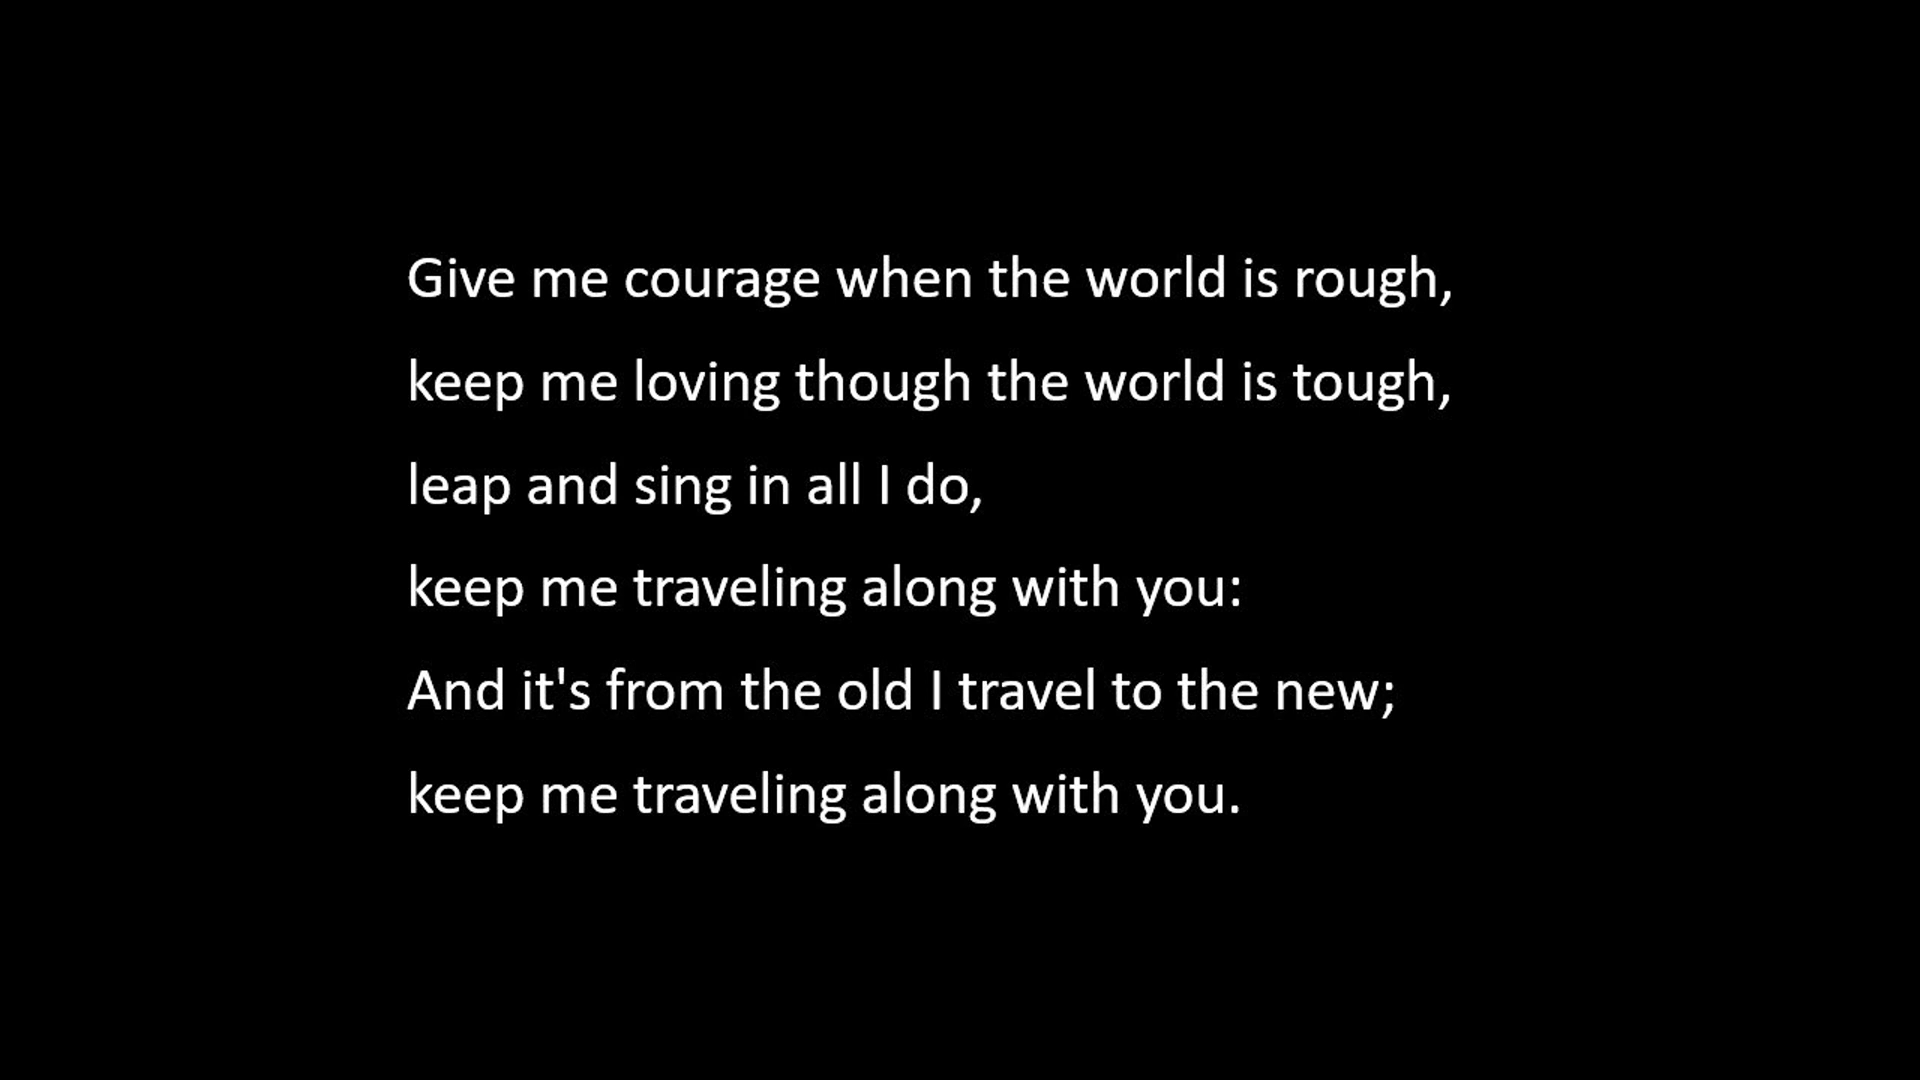 Give me courage when the world is rough,
keep me loving though the world is tough,
leap and sing in all I do,
keep me traveling along with you:
And it's from the old I travel to the new;
keep me traveling along with you.